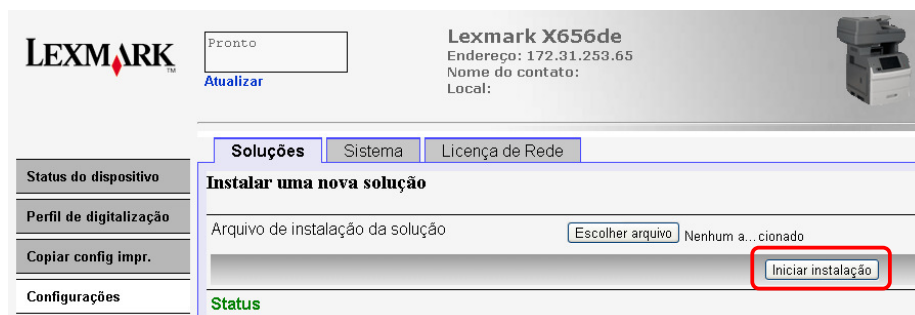 LEXMARK
TM
Pronto
Atualizar
Lexmark X656de
Endereço: 172.31.253.65
Nome do contato:
Local:
Soluções Sistema Licença de Rede
Status do dispositivo
Perfil de digitalização
Copiar config impr.
Configurações
Instalar uma nova solução
Arquivo de instalação da solução Escolher arquivo Nenhum a...cionado
Iniciar instalação
Status